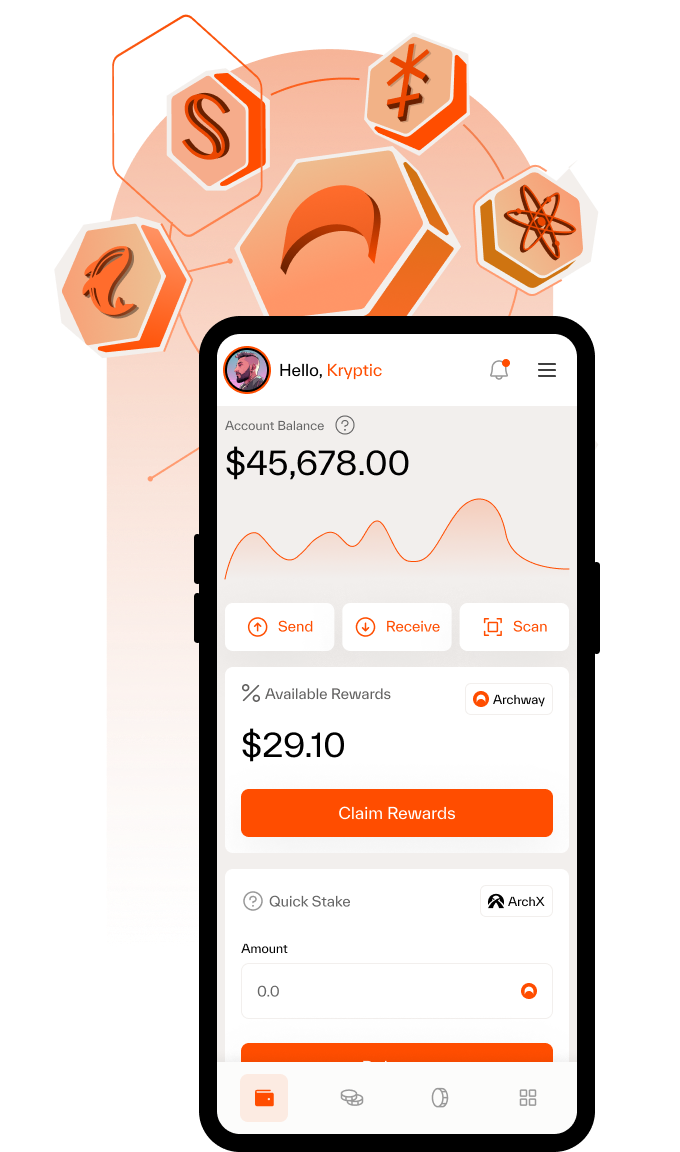 Hello, Kryptic
Account Balance
$45,678.00
Send
Receive
Scan
Available Rewards
Archway
$29.10
Claim Rewards
Quick Stake
ArchX
Amount
0.0